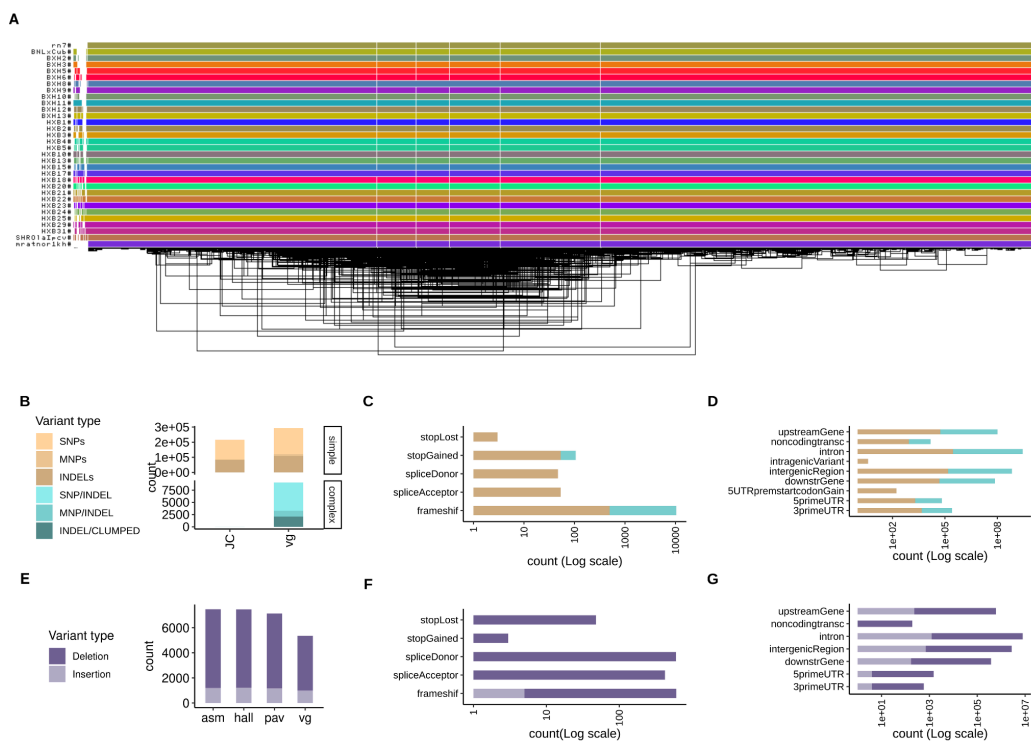 A
rn7#
BNLxCub#
BXH2#
BXH3#
BXH5#
BXH6#
BXH8#
BXH9#
BXH10#
BXH11#
BXH12#
BXH13#
HXB1#
HXB2#
HXB3#
HXB4#
HXB5#
HXB10#
HXB13#
HXB15#
HXB17#
HXB18#
HXB20#
HXB21#
HXB22#
HXB23#
HXB24#
HXB25#
HXB29#
HXB31#
SHROlaIpcv#
mratnor1kh#
B
Variant type
SNPs
MNPs
INDELs
SNP/INDEL
MNP/INDEL
INDEL/CLUMPED
count
3e+05
2e+05
1e+05
0e+00
simple
7500
5000
2500
0
complex
JC
vg
C
stopLost
stopGained
spliceDonor
spliceAcceptor
frameshif
1
10
100
1000
10000
count (Log scale)
D
upstreamGene
noncodingtransc
intron
intragenicVariant
intergenicRegion
downstrGene
5UTRpremstartcodonGain
5primeUTR
3primeUTR
1e+02
1e+05
1e+08
count (Log scale)
E
Variant type
Deletion
Insertion
count
6000
4000
2000
0
asm
hall
pav
vg
F
stopLost
stopGained
spliceDonor
spliceAcceptor
frameshif
1
10
100
count(Log scale)
G
upstreamGene
noncodingtransc
intron
intergenicRegion
downstrGene
5primeUTR
3primeUTR
1e+01
1e+03
1e+05
1e+07
count (Log scale)